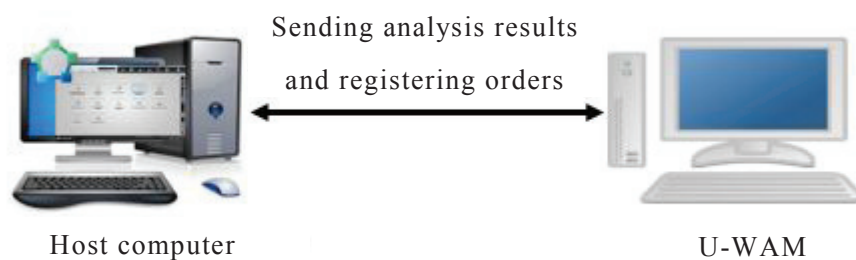 Sending analysis results
and registering orders
Host computer
U-WAM